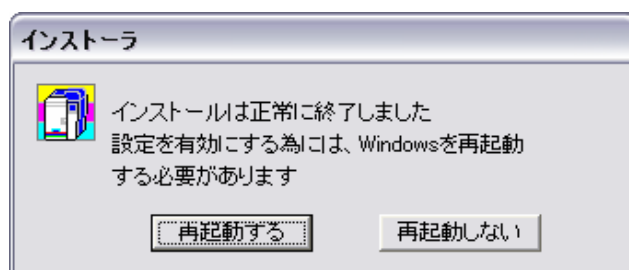 インストーラ
インストールは正常に終了しました
設定を有効にする為には、Windowsを再起動
する必要があります
再起動する
再起動しない